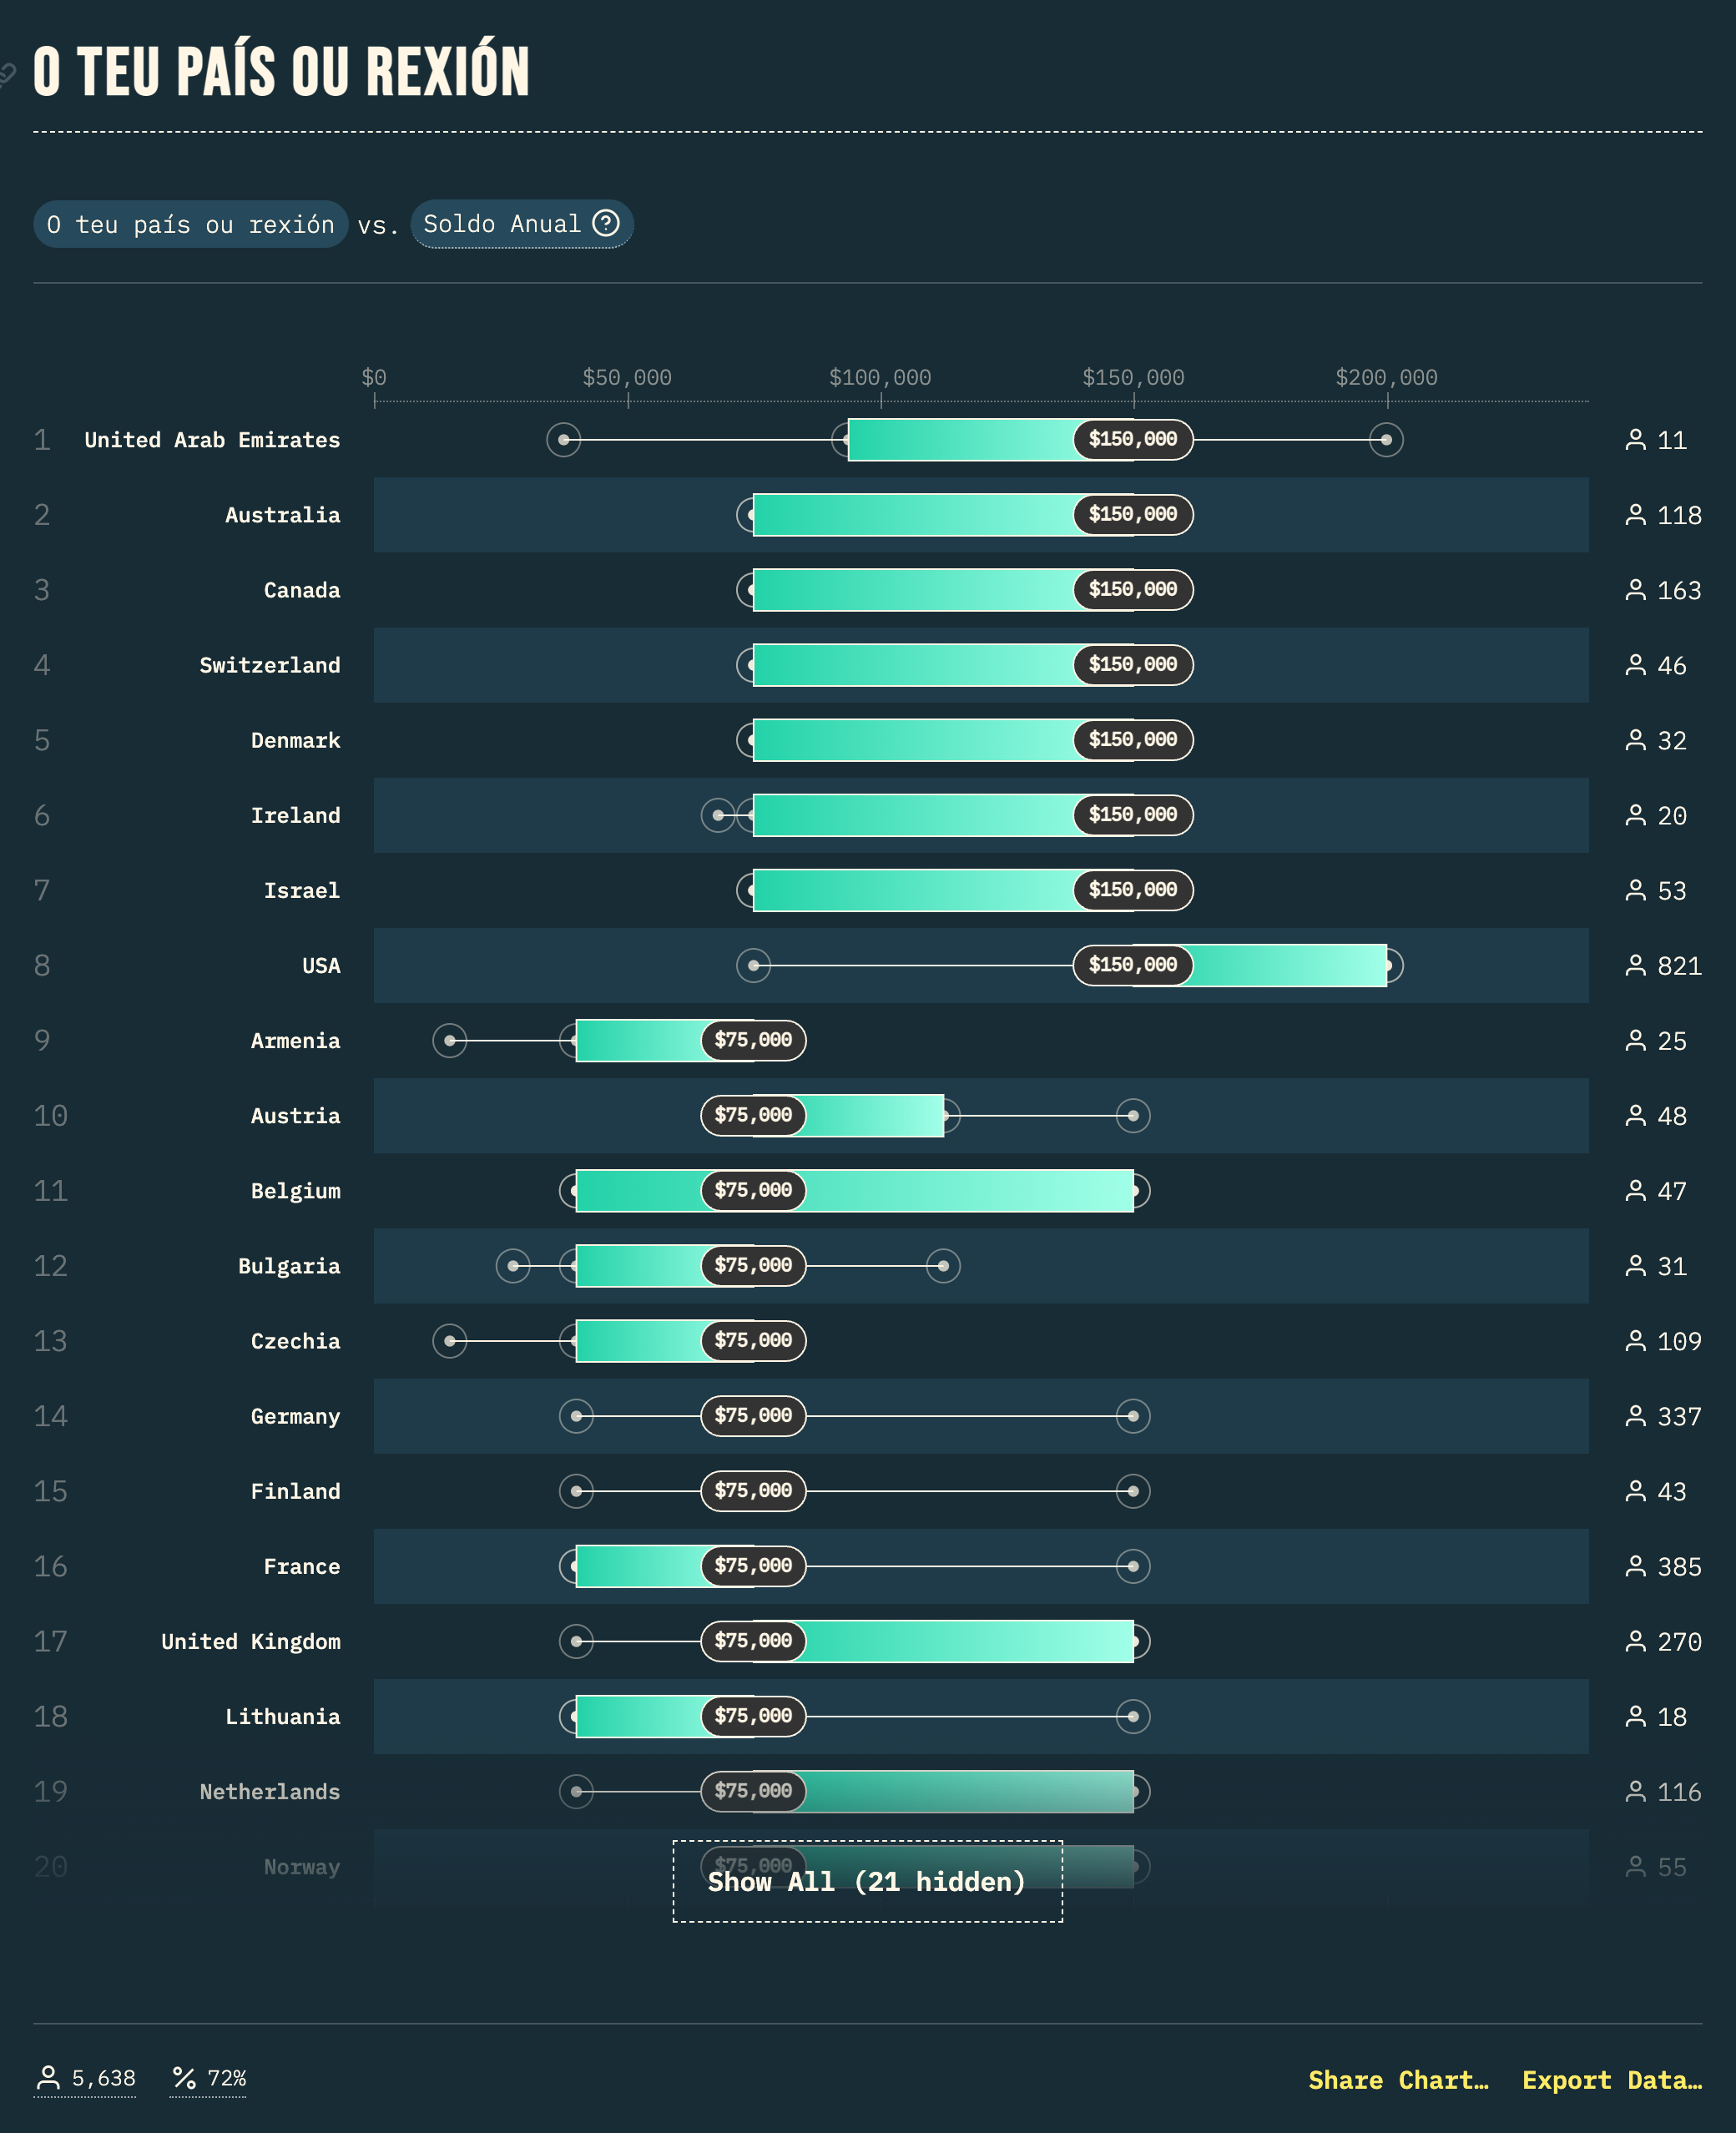 O TEU PAÍS OU REXIÓN
O teu país ou rexión vs. Soldo Anual ?
$0 $50,000 $100,000 $150,000 $200,000
1 United Arab Emirates $150,000 11
2 Australia $150,000 118
3 Canada $150,000 163
4 Switzerland $150,000 46
5 Denmark $150,000 32
6 Ireland $150,000 20
7 Israel $150,000 53
8 USA $150,000 821
9 Armenia $75,000 25
10 Austria $75,000 48
11 Belgium $75,000 47
12 Bulgaria $75,000 31
13 Czechia $75,000 109
14 Germany $75,000 337
15 Finland $75,000 43
16 France $75,000 385
17 United Kingdom $75,000 270
18 Lithuania $75,000 18
19 Netherlands $75,000 116
20 Norway $75,000 55
Show All (21 hidden)
5,638 72% Share Chart… Export Data…